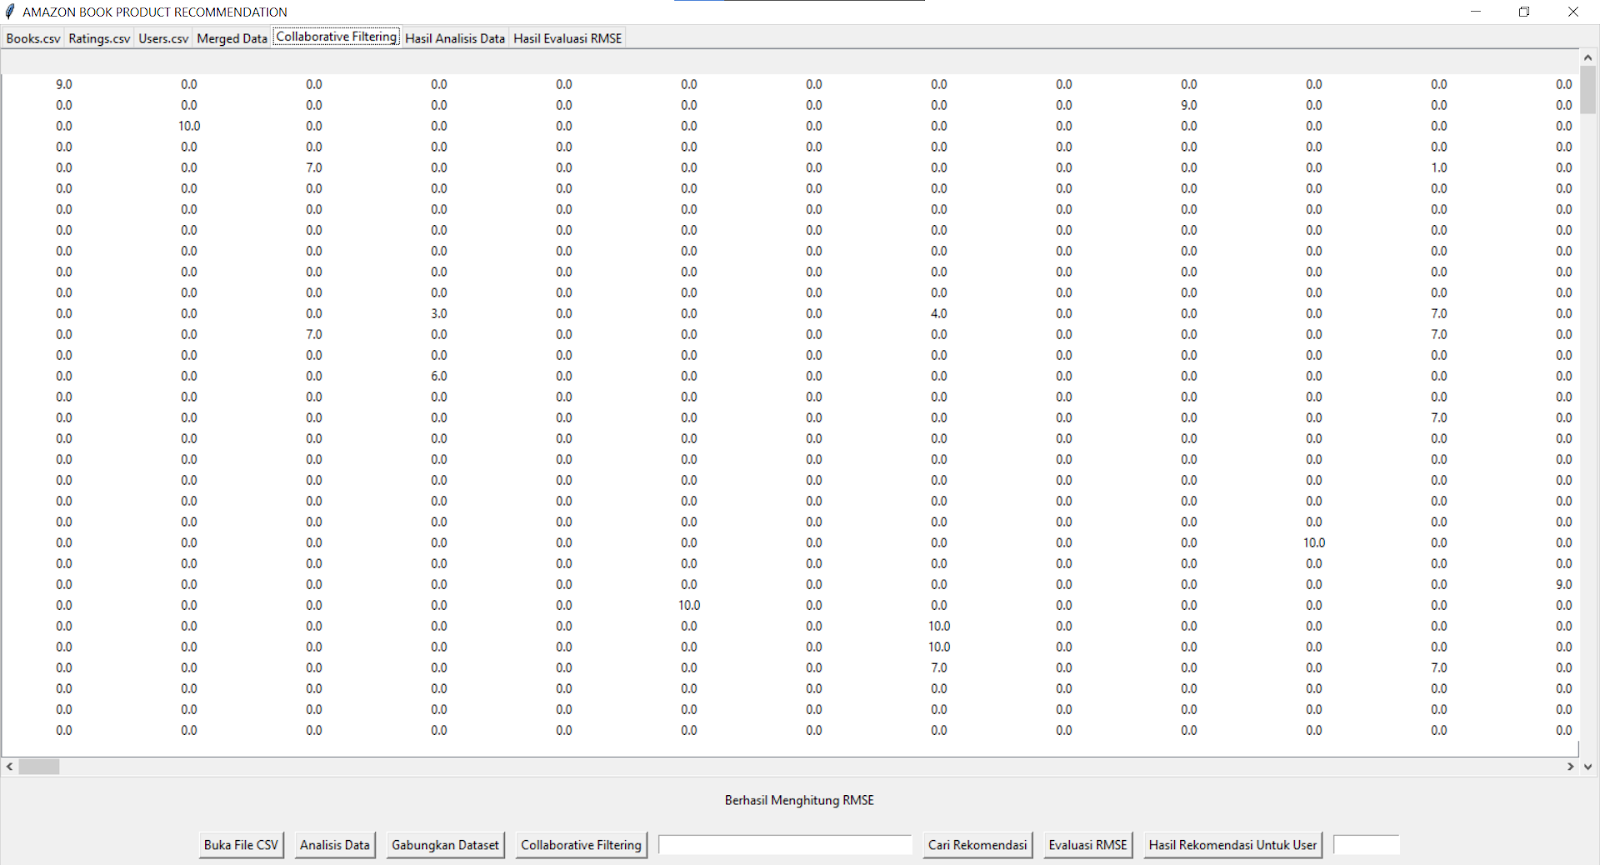 AMAZON BOOK PRODUCT RECOMMENDATION
Books.csv Ratings.csv Users.csv Merged Data Collaborative Filtering Hasil Analisis Data Hasil Evaluasi RMSE
9.0 0.0 0.0 0.0 0.0 0.0 0.0 0.0 0.0 0.0 0.0 0.0 0.0
0.0 0.0 0.0 0.0 0.0 0.0 0.0 0.0 0.0 9.0 0.0 0.0 0.0
0.0 10.0 0.0 0.0 0.0 0.0 0.0 0.0 0.0 0.0 0.0 0.0 0.0
0.0 0.0 0.0 0.0 0.0 0.0 0.0 0.0 0.0 0.0 0.0 0.0 0.0
0.0 0.0 7.0 0.0 0.0 0.0 0.0 0.0 0.0 0.0 0.0 1.0 0.0
0.0 0.0 0.0 0.0 0.0 0.0 0.0 0.0 0.0 0.0 0.0 0.0 0.0
0.0 0.0 0.0 0.0 0.0 0.0 0.0 0.0 0.0 0.0 0.0 0.0 0.0
0.0 0.0 0.0 0.0 0.0 0.0 0.0 0.0 0.0 0.0 0.0 0.0 0.0
0.0 0.0 0.0 0.0 0.0 0.0 0.0 0.0 0.0 0.0 0.0 0.0 0.0
0.0 0.0 0.0 0.0 0.0 0.0 0.0 0.0 0.0 0.0 0.0 0.0 0.0
0.0 0.0 0.0 0.0 0.0 0.0 0.0 0.0 0.0 0.0 0.0 0.0 0.0
0.0 0.0 0.0 3.0 0.0 0.0 0.0 4.0 0.0 0.0 0.0 7.0 0.0
0.0 0.0 7.0 0.0 0.0 0.0 0.0 0.0 0.0 0.0 0.0 7.0 0.0
0.0 0.0 0.0 0.0 0.0 0.0 0.0 0.0 0.0 0.0 0.0 0.0 0.0
0.0 0.0 0.0 6.0 0.0 0.0 0.0 0.0 0.0 0.0 0.0 0.0 0.0
0.0 0.0 0.0 0.0 0.0 0.0 0.0 0.0 0.0 0.0 0.0 0.0 0.0
0.0 0.0 0.0 0.0 0.0 0.0 0.0 0.0 0.0 0.0 0.0 7.0 0.0
0.0 0.0 0.0 0.0 0.0 0.0 0.0 0.0 0.0 0.0 0.0 0.0 0.0
0.0 0.0 0.0 0.0 0.0 0.0 0.0 0.0 0.0 0.0 0.0 0.0 0.0
0.0 0.0 0.0 0.0 0.0 0.0 0.0 0.0 0.0 0.0 0.0 0.0 0.0
0.0 0.0 0.0 0.0 0.0 0.0 0.0 0.0 0.0 0.0 0.0 0.0 0.0
0.0 0.0 0.0 0.0 0.0 0.0 0.0 0.0 0.0 0.0 0.0 0.0 0.0
0.0 0.0 0.0 0.0 0.0 0.0 0.0 0.0 0.0 0.0 10.0 0.0 0.0
0.0 0.0 0.0 0.0 0.0 0.0 0.0 0.0 0.0 0.0 0.0 0.0 0.0
0.0 0.0 0.0 0.0 0.0 0.0 0.0 0.0 0.0 0.0 0.0 0.0 9.0
0.0 0.0 0.0 0.0 0.0 10.0 0.0 0.0 0.0 0.0 0.0 0.0 0.0
0.0 0.0 0.0 0.0 0.0 0.0 0.0 10.0 0.0 0.0 0.0 0.0 0.0
0.0 0.0 0.0 0.0 0.0 0.0 0.0 10.0 0.0 0.0 0.0 0.0 0.0
0.0 0.0 0.0 0.0 0.0 0.0 0.0 7.0 0.0 0.0 0.0 7.0 0.0
0.0 0.0 0.0 0.0 0.0 0.0 0.0 0.0 0.0 0.0 0.0 0.0 0.0
0.0 0.0 0.0 0.0 0.0 0.0 0.0 0.0 0.0 0.0 0.0 0.0 0.0
0.0 0.0 0.0 0.0 0.0 0.0 0.0 0.0 0.0 0.0 0.0 0.0 0.0
Berhasil Menghitung RMSE
Buka File CSV Analisis Data Gabungkan Dataset Collaborative Filtering Cari Rekomendasi Evaluasi RMSE Hasil Rekomendasi Untuk User